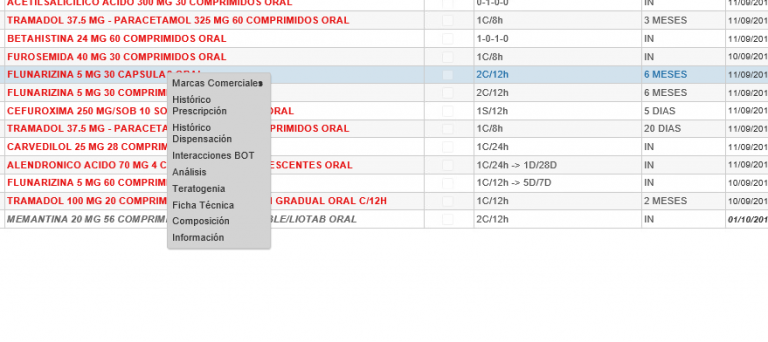 ACETILSALICILICO ACIDO 300 MG 30 COMPRIMIDOS ORAL 0-1-0-0 IN 11/09/201
TRAMADOL 37.5 MG - PARACETAMOL 325 MG 60 COMPRIMIDOS ORAL 1C/8h 3 MESES 11/09/201
BETAHISTINA 24 MG 60 COMPRIMIDOS ORAL 1-0-1-0 IN 11/09/201
FUROSEMIDA 40 MG 30 COMPRIMIDOS ORAL 1C/8h IN 10/09/201
FLUNARIZINA 5 MG 30 CAPSULAS ORAL 2C/12h 6 MESES 11/09/201
FLUNARIZINA 5 MG 30 COMPRIM 2C/12h 6 MESES 11/09/201
CEFUROXIMA 250 MG/SOB 10 SO ORAL 1S/12h 5 DIAS 11/09/201
TRAMADOL 37.5 MG - PARACETA PRIMIDOS ORAL 1C/8h 20 DIAS 11/09/201
CARVEDILOL 25 MG 28 COMPRIM 1C/24h IN 11/09/201
ALENDRONICO ACIDO 70 MG 4 C ESCENTES ORAL 1C/24h -> 1D/28D IN 11/09/201
FLUNARIZINA 5 MG 60 COMPRIM 1C/12h -> 5D/7D IN 10/09/201
TRAMADOL 100 MG 20 COMPRIM GRADUAL ORAL C/12H 1C/12h 2 MESES 10/09/201
MEMANTINA 20 MG 56 COMPRIM BLE/LIOTAB ORAL 2C/12h IN 01/10/201
Marcas Comerciales
Histórico
Prescripción
Histórico
Dispensación
Interacciones BOT
Análisis
Teratogenia
Ficha Técnica
Composición
Información